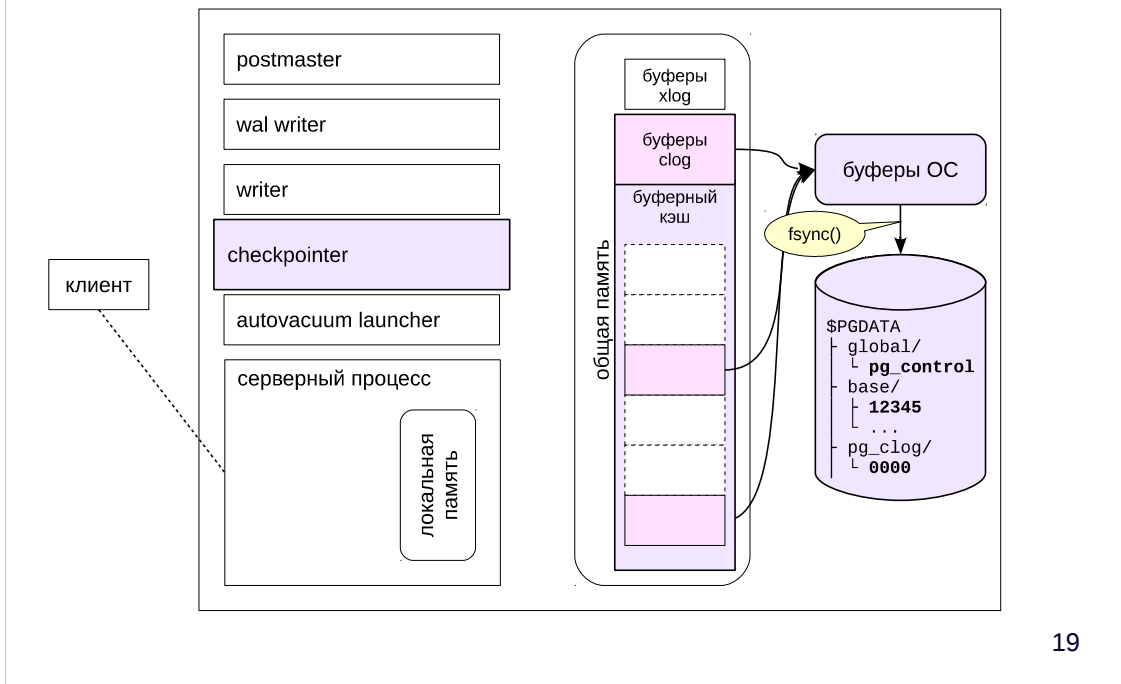 postmaster
wal writer
writer
checkpointer
autovacuum launcher
серверный процесс
локальная
память
клиент
общая память
буферы
xlog
буферы
clog
буферный
кэш
буферы ОС
fsync()
$PGDATA
├ global/
│ └ pg_control
├ base/
│ ├ 12345
│ └ ...
├ pg_clog/
│ └ 0000
19